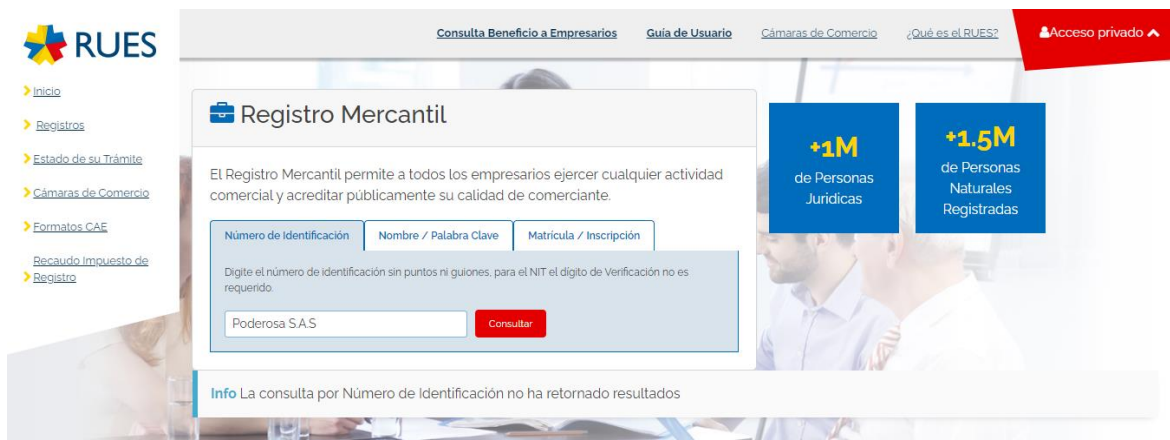 RUES
Consulta Beneficio a Empresarios
Guía de Usuario
Cámaras de Comercio
¿Qué es el RUES?
Acceso privado
Inicio
Registros
Estado de su Trámite
Cámaras de Comercio
Formatos CAE
Recaudo Impuesto de
Registro
Registro Mercantil
El Registro Mercantil permite a todos los empresarios ejercer cualquier actividad
comercial y acreditar públicamente su calidad de comerciante.
Número de Identificación
Nombre / Palabra Clave
Matrícula / Inscripción
Digite el número de identificación sin puntos ni guiones, para el NIT el dígito de Verificación no es
requerido.
Poderosa S.A.S
Consultar
Info La consulta por Número de Identificación no ha retornado resultados
+1M
de Personas
Juridicas
+1.5M
de Personas
Naturales
Registradas